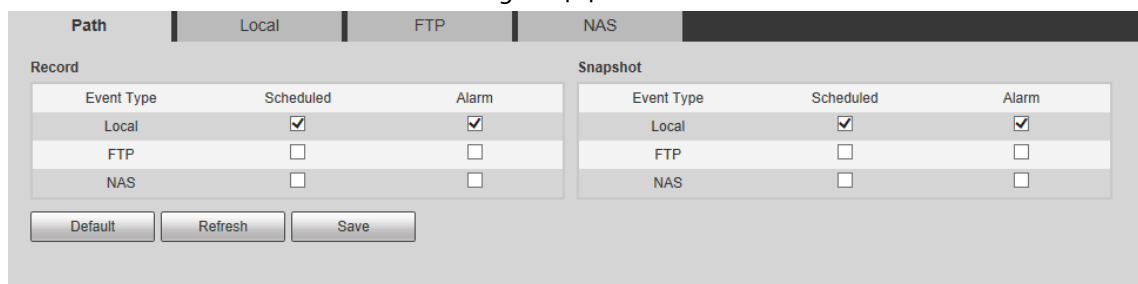 Path Local FTP NAS
Record Snapshot
Event Type Scheduled Alarm Event Type Scheduled Alarm
Local Local
FTP FTP
NAS NAS
Default Refresh Save